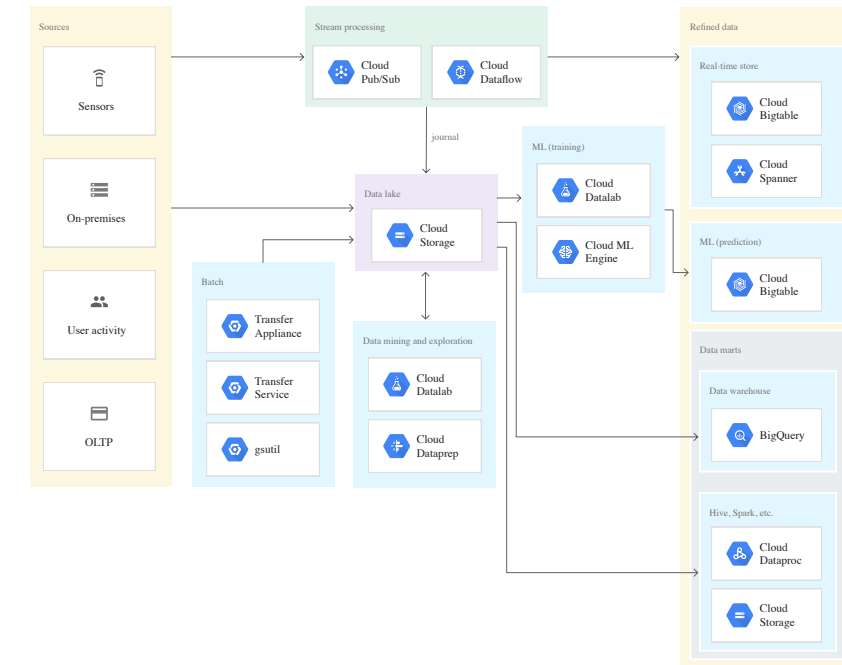 Sources
Sensors
On-premises
User activity
OLTP
Stream processing
Cloud
Pub/Sub
Cloud
Dataflow
journal
Data lake
Cloud
Storage
Batch
Transfer
Appliance
Transfer
Service
gsutil
Data mining and exploration
Cloud
Datalab
Cloud
Dataprep
ML (training)
Cloud
Datalab
Cloud ML
Engine
Refined data
Real-time store
Cloud
Bigtable
Cloud
Spanner
ML (prediction)
Cloud
Bigtable
Data marts
Data warehouse
BigQuery
Hive, Spark, etc.
Cloud
Dataproc
Cloud
Storage